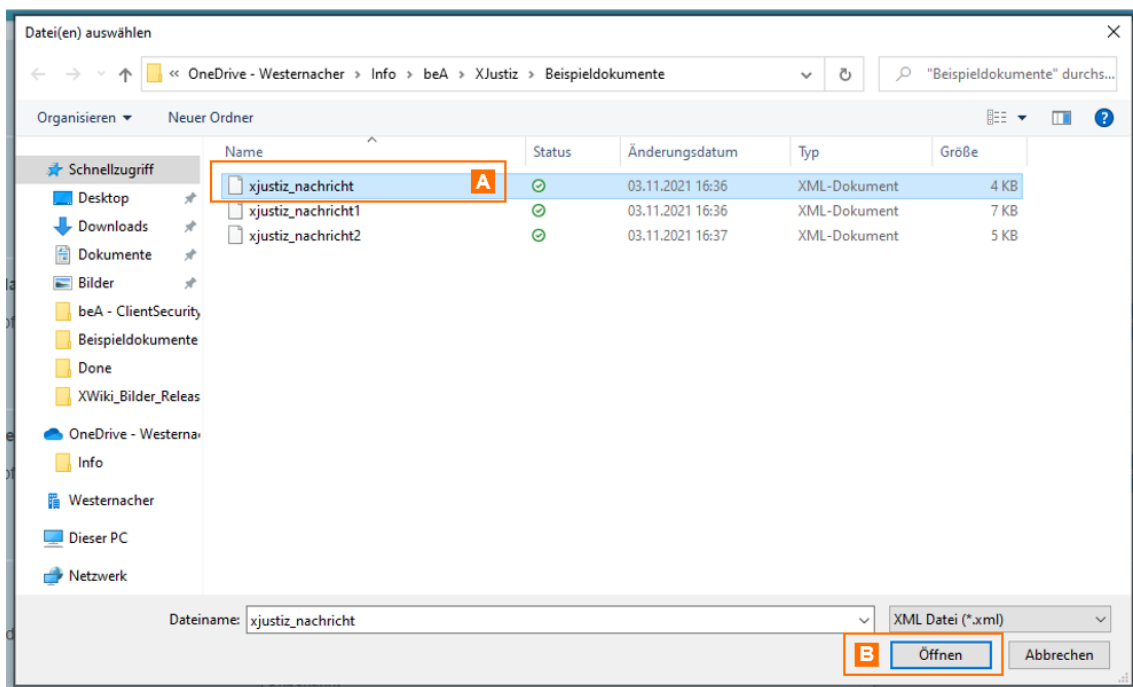 Datei(en) auswählen
« OneDrive - Westernacher › Info › beA › XJustiz › Beispieldokumente
"Beispieldokumente" durchs...
Organisieren Neuer Ordner
Name Status Änderungsdatum Typ Größe
Schnellzugriff
Desktop
Downloads
Dokumente
Bilder
beA - ClientSecurity
Beispieldokumente
Done
XWiki_Bilder_Releas
OneDrive - Westerna
Info
Westernacher
Dieser PC
Netzwerk
xjustiz_nachricht A 03.11.2021 16:36 XML-Dokument 4 KB
xjustiz_nachricht1 03.11.2021 16:36 XML-Dokument 7 KB
xjustiz_nachricht2 03.11.2021 16:37 XML-Dokument 5 KB
Dateiname: xjustiz_nachricht XML Datei (*.xml)
B Öffnen Abbrechen